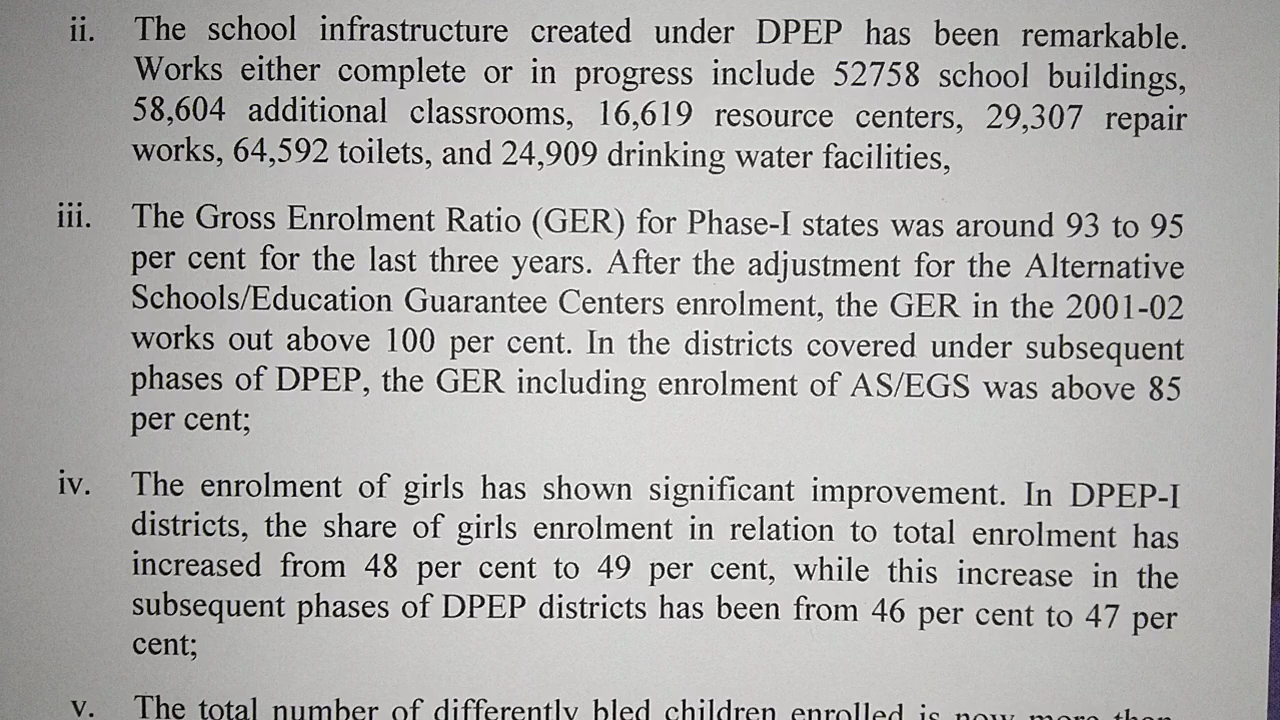 ii. The school infrastructure created under DPEP has been remarkable.
Works either complete or in progress include 52758 school buildings,
58,604 additional classrooms, 16,619 resource centers, 29,307 repair
works, 64,592 toilets, and 24,909 drinking water facilities,
iii. The Gross Enrolment Ratio (GER) for Phase-I states was around 93 to 95
per cent for the last three years. After the adjustment for the Alternative
Schools/Education Guarantee Centers enrolment, the GER in the 2001-02
works out above 100 per cent. In the districts covered under subsequent
phases of DPEP, the GER including enrolment of AS/EGS was above 85
per cent;
iv. The enrolment of girls has shown significant improvement. In DPEP-I
districts, the share of girls enrolment in relation to total enrolment has
increased from 48 per cent to 49 per cent, while this increase in the
subsequent phases of DPEP districts has been from 46 per cent to 47 per
cent;
v. The total number of differently bled children enrolled is now more than